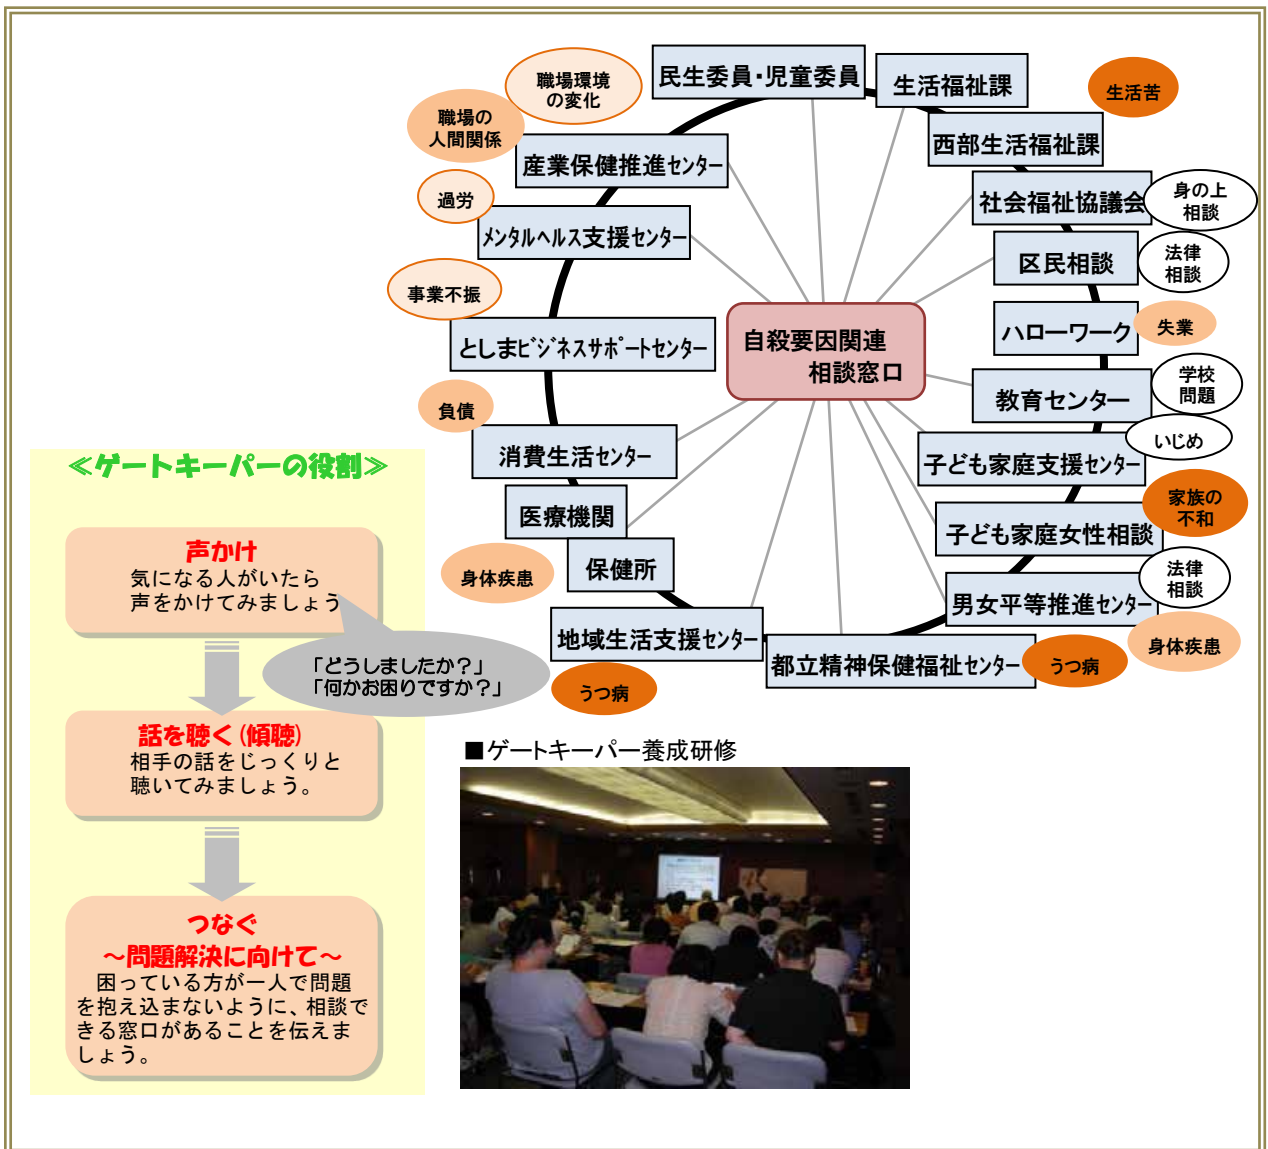 民生委員・児童委員
生活福祉課
西部生活福祉課
社会福祉協議会
区民相談
ハローワーク
教育センター
子ども家庭支援センター
子ども家庭女性相談
男女平等推進センター
都立精神保健福祉センター
地域生活支援センター
保健所
医療機関
消費生活センター
としまビジネスサポートセンター
メンタルヘルス支援センター
産業保健推進センター
職場環境
の変化
職場の
人間関係
過労
事業不振
負債
身体疾患
うつ病
うつ病
身体疾患
法律
相談
家族の
不和
いじめ
学校
問題
失業
法律
相談
身の上
相談
生活苦
自殺要因関連
相談窓口
≪ゲートキーパーの役割≫
声かけ
気になる人がいたら
声をかけてみましょう
「どうしましたか?」
「何かお困りですか?」
話を聴く(傾聴)
相手の話をじっくりと
聴いてみましょう。
つなぐ
~問題解決に向けて~
困っている方が一人で問題
を抱え込まないように、相談で
きる窓口があることを伝えま
しょう。
■ゲートキーパー養成研修